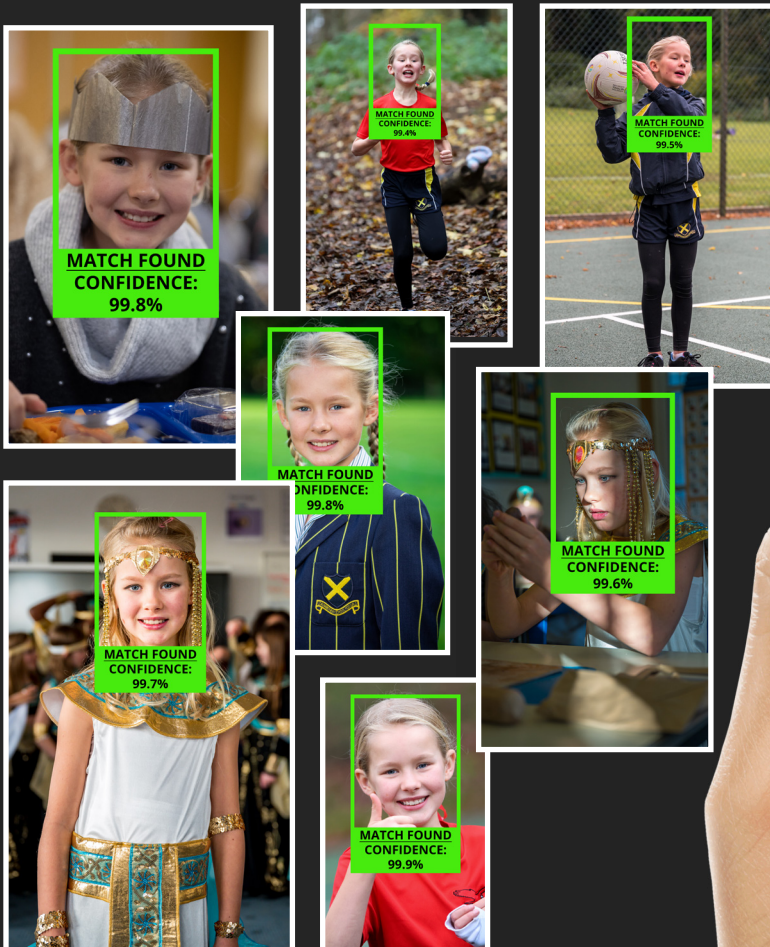 MATCH FOUND
CONFIDENCE:
99.4%
MATCH FOUND
CONFIDENCE:
99.5%
MATCH FOUND
CONFIDENCE:
99.8%
MATCH FOUND
ONFIDENCE:
99.8%
MATCH FOUND
CONFIDENCE:
99.6%
MATCH FOUND
CONFIDENCE:
99.7%
MATCH FOUND
CONFIDENCE:
99.9%